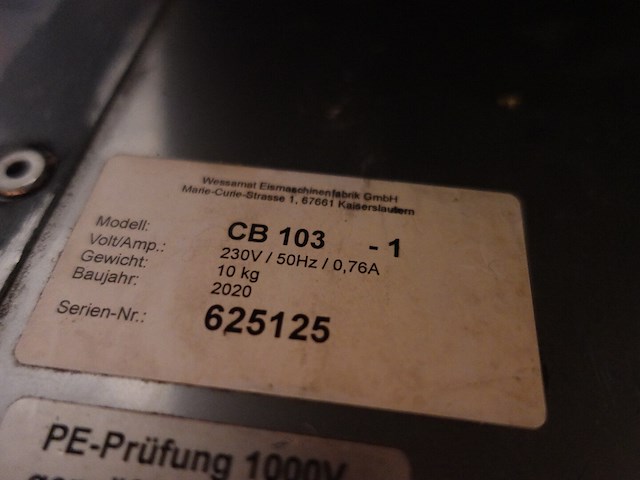 Wessamat Eismaschinenfabrik GmbH
Marie-Curie-Strasse 1, 67661 Kaiserslautern
Modell: CB 103 - 1
Volt/Amp.: 230V / 50Hz / 0,76A
Gewicht: 10 kg
Baujahr: 2020
Serien-Nr.: 625125
PE-Prüfung 1000V